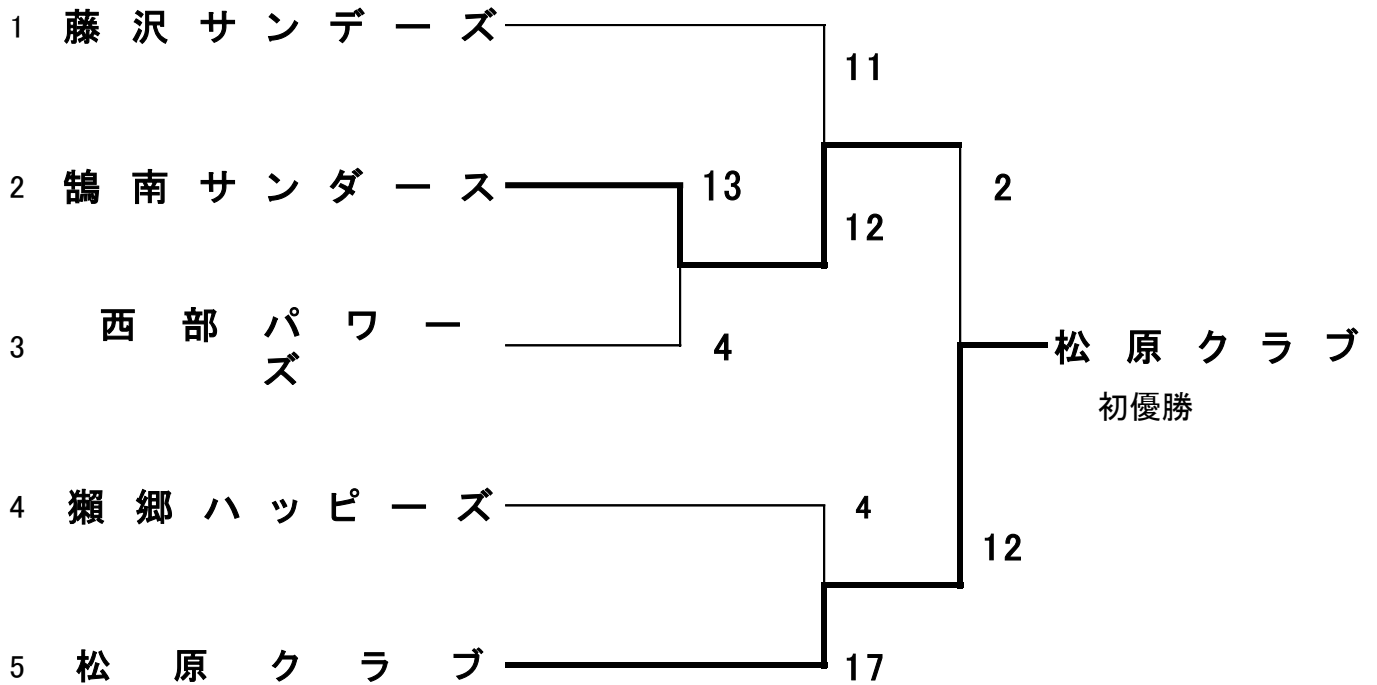 1 藤沢サンデーズ
11
2 鵠南サンダース
13
2
12
西部パワー
3
ズ
4
松原クラブ
初優勝
4 獺郷ハッピーズ
4
12
5 松原クラブ
17